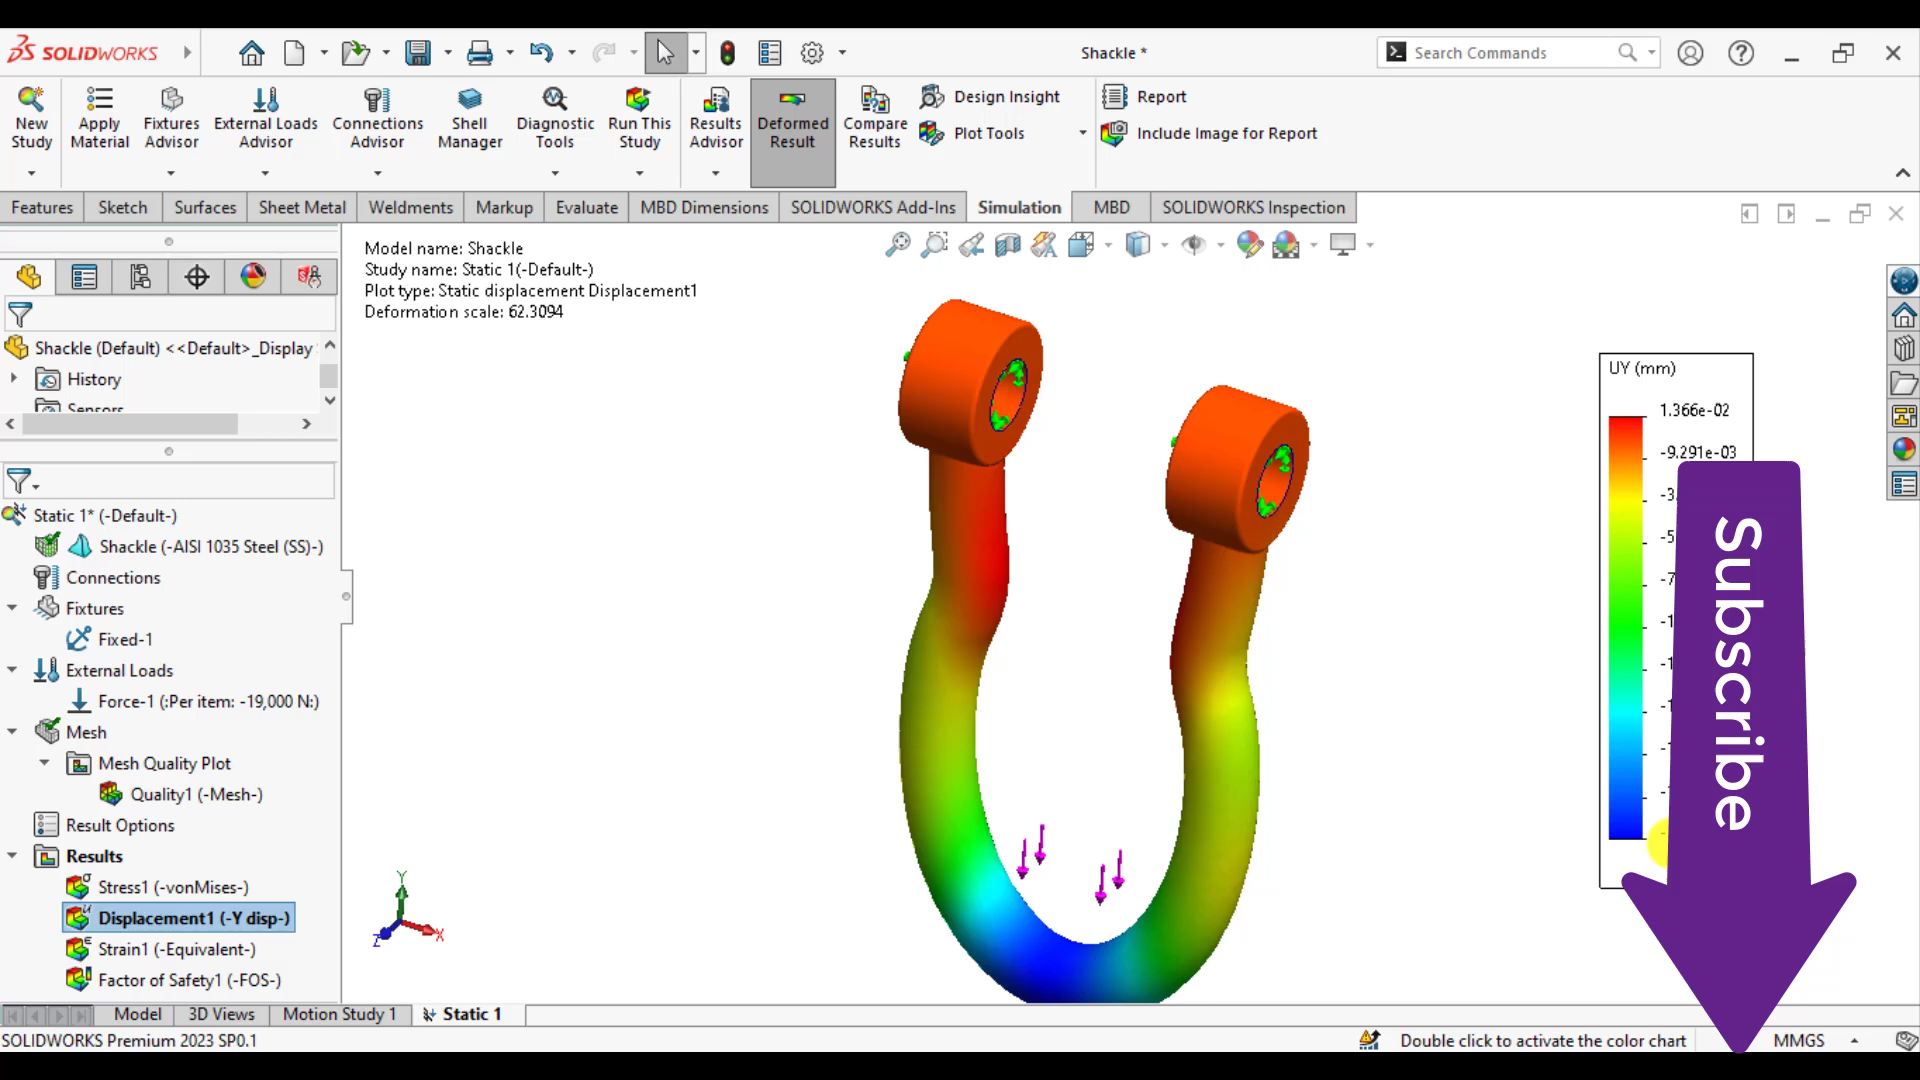 SOLIDWORKS
Shackle *
Search Commands
New Study
Apply Material
Fixtures Advisor
External Loads Advisor
Connections Advisor
Shell Manager
Diagnostic Tools
Run This Study
Results Advisor
Deformed Result
Compare Results
Design Insight
Plot Tools
Report
Include Image for Report
Features
Sketch
Surfaces
Sheet Metal
Weldments
Markup
Evaluate
MBD Dimensions
SOLIDWORKS Add-Ins
Simulation
MBD
SOLIDWORKS Inspection
Model name: Shackle
Study name: Static 1(-Default-)
Plot type: Static displacement Displacement1
Deformation scale: 62.3094
Shackle (Default) <<Default>_Display
History
Sensors
Static 1* (-Default-)
Shackle (-AISI 1035 Steel (SS)-)
Connections
Fixtures
Fixed-1
External Loads
Force-1 (:Per item: -19,000 N:)
Mesh
Mesh Quality Plot
Quality1 (-Mesh-)
Result Options
Results
Stress1 (-vonMises-)
Displacement1 (-Y disp-)
Strain1 (-Equivalent-)
Factor of Safety1 (-FOS-)
UY (mm)
1.366e-02
-9.291e-03
Subscribe
Y
X
Z
Model
3D Views
Motion Study 1
Static 1
SOLIDWORKS Premium 2023 SP0.1
Double click to activate the color chart
MMGS